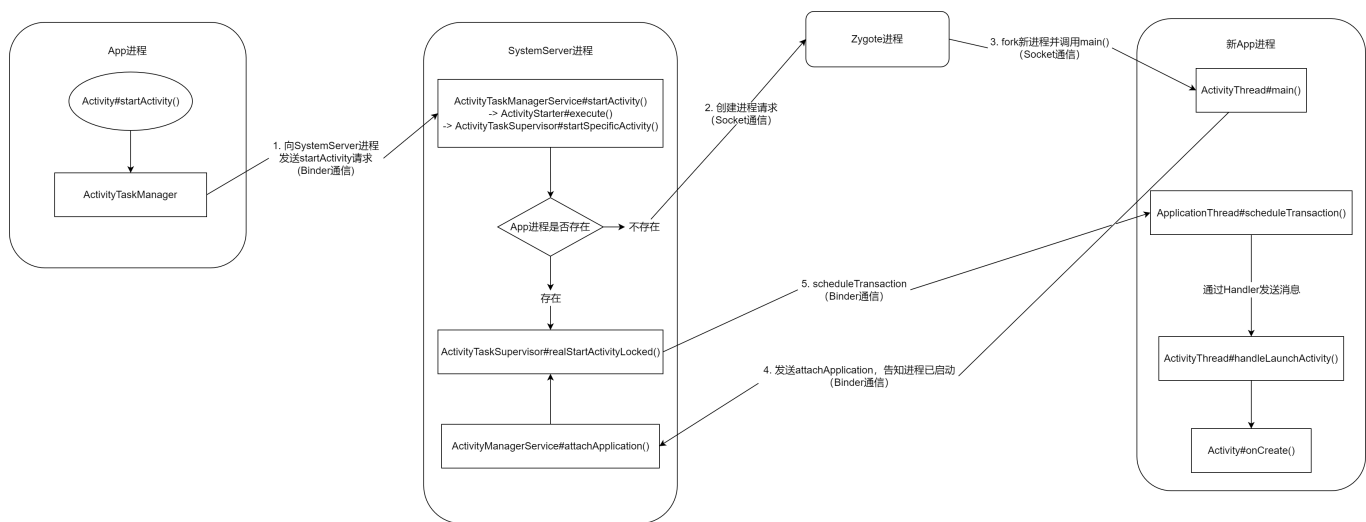 App进程
Activity#startActivity()
ActivityTaskManager
1. 向SystemServer进程
发送startActivity请求
(Binder通信)
SystemServer进程
ActivityTaskManagerService#startActivity()
-> ActivityStarter#execute()
-> ActivityTaskSupervisor#startSpecificActivity()
App进程是否存在
不存在
存在
ActivityTaskSupervisor#realStartActivityLocked()
ActivityManagerService#attachApplication()
2. 创建进程请求
（Socket通信）
Zygote进程
3. fork新进程并调用main()
（Socket通信）
5. scheduleTransaction
（Binder通信）
4. 发送attachApplication，告知进程已启动
（Binder通信）
新App进程
ActivityThread#main()
ApplicationThread#scheduleTransaction()
通过Handler发送消息
ActivityThread#handleLaunchActivity()
Activity#onCreate()